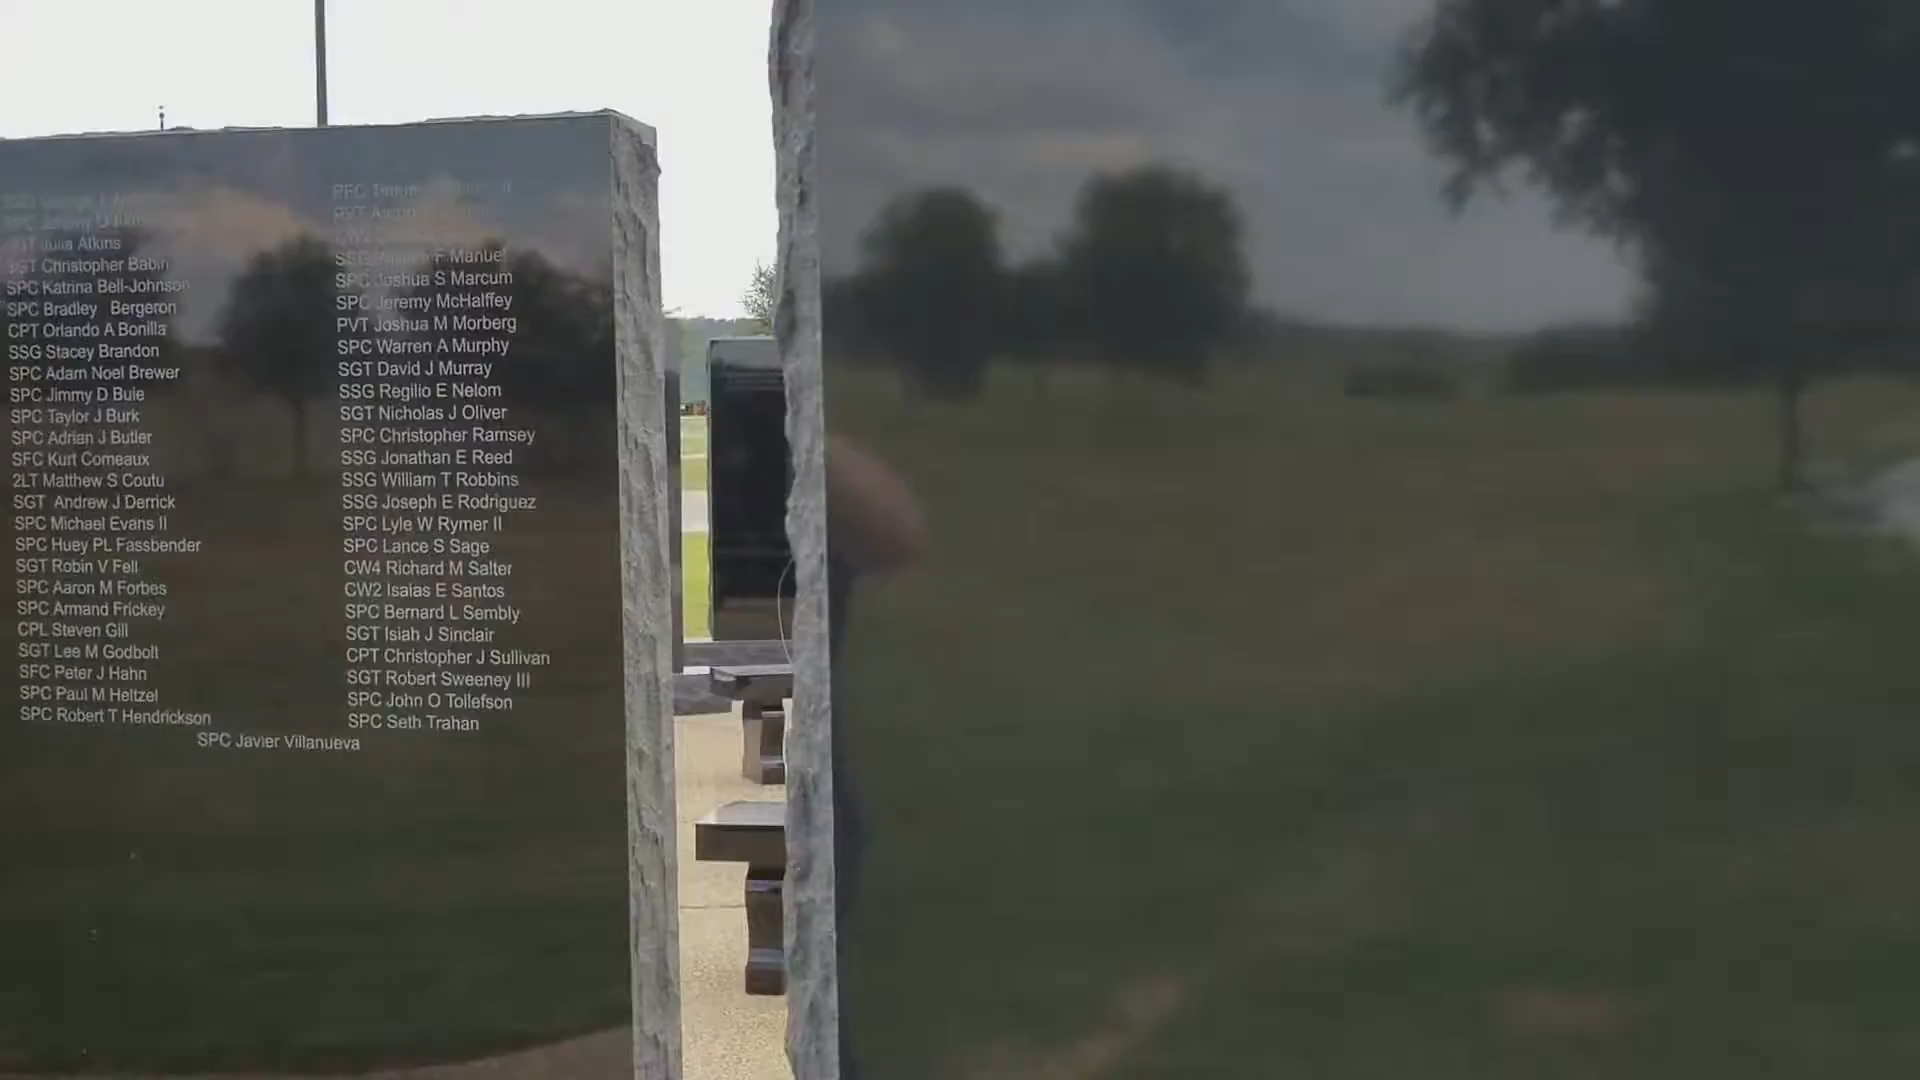 SGT Julia Atkins
SGT Christopher Babin
SPC Katrina Bell-Johnson
SPC Bradley Bergeron
CPT Orlando A Bonilla
SSG Stacey Brandon
SPC Adam Noel Brewer
SPC Jimmy D Buie
SPC Taylor J Burk
SPC Adrian J Butler
SFC Kurt Comeaux
2LT Matthew S Coutu
SGT Andrew J Derrick
SPC Michael Evans II
SPC Huey PL Fassbender
SGT Robin V Fell
SPC Aaron M Forbes
SPC Armand Frickey
CPL Steven Gill
SGT Lee M Godbolt
SFC Peter J Hahn
SPC Paul M Heltzel
SPC Robert T Hendrickson
PFC
PVT
SSG F Manuel
SPC Joshua S Marcum
SPC Jeremy McHalffey
PVT Joshua M Morberg
SPC Warren A Murphy
SGT David J Murray
SSG Regilio E Nelom
SGT Nicholas J Oliver
SPC Christopher Ramsey
SSG Jonathan E Reed
SSG William T Robbins
SSG Joseph E Rodriguez
SPC Lyle W Rymer II
SPC Lance S Sage
CW4 Richard M Salter
CW2 Isaias E Santos
SPC Bernard L Sembly
SGT Isiah J Sinclair
CPT Christopher J Sullivan
SGT Robert Sweeney III
SPC John O Tollefson
SPC Seth Trahan
SPC Javier Villanueva